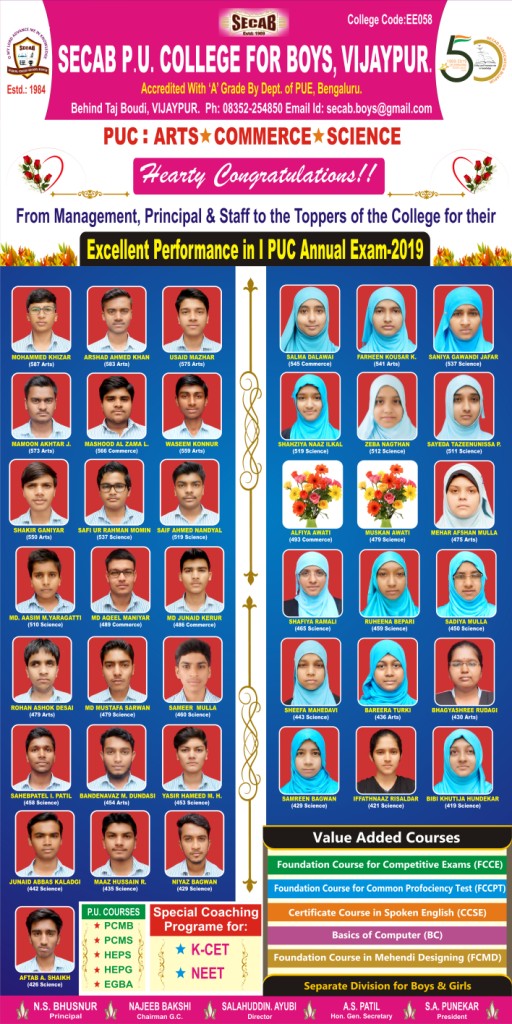 SECAB
Estd. 1969
College Code:EE058
SECAB
Estd.: 1984
SECAB P.U. COLLEGE FOR BOYS, VIJAYPUR.
50
Accredited With 'A' Grade By Dept. of PUE, Bengaluru.
Behind Taj Boudi, VIJAYPUR. Ph: 08352-254850 Email Id: secab.boys@gmail.com
PUC : ARTS★COMMERCE★SCIENCE
Hearty Congratulations!!
From Management, Principal & Staff to the Toppers of the College for their
Excellent Performance in I PUC Annual Exam-2019
MOHAMMED KHIZAR
(587 Arts)
ARSHAD AHMED KHAN
(583 Arts)
USAID MAZHAR
(575 Arts)
MAMOON AKHTAR J.
(573 Arts)
MASHOOD AL ZAMA L.
(566 Commerce)
WASEEM KONNUR
(559 Arts)
SHAKIR GANIYAR
(550 Arts)
SAFI UR RAHMAN MOMIN
(537 Science)
SAIF AHMED NANDYAL
(519 Science)
MD. AASIM M.YARAGATTI
(510 Science)
MD AQEEL MANIYAR
(489 Commerce)
MD JUNAID KERUR
(486 Commerce)
ROHAN ASHOK DESAI
(479 Arts)
MD MUSTAFA SARWAN
(479 Science)
SAMEER MULLA
(460 Science)
SAHEBPATEL I. PATIL
(458 Science)
BANDENAVAZ M. DUNDASI
(454 Arts)
YASIR HAMEED M. H.
(453 Science)
JUNAID ABBAS KALADGI
(442 Science)
MAAZ HUSSAIN R.
(435 Science)
NIYAZ BAGWAN
(429 Science)
AFTAB A. SHAIKH
(426 Science)
SALMA DALAWAI
(545 Commerce)
FARHEEN KOUSAR K.
(541 Arts)
SANIYA GAWANDI JAFAR
(537 Science)
SHAHZIYA NAAZ ILKAL
(519 Science)
ZEBA NAGTHAN
(512 Science)
SAYEDA TAZEENUNISSA P.
(511 Science)
ALFIYA AWATI
(493 Commerce)
MUSKAN AWATI
(479 Science)
MEHAR AFSHAN MULLA
(475 Arts)
SHAFIYA RAMALI
(465 Science)
RUHEENA BEPARI
(459 Science)
SADIYA MULLA
(450 Science)
SHEEFA MAHEDAVI
(443 Science)
BAREERA TURKI
(436 Arts)
BHAGYASHREE RUDAGI
(430 Arts)
SAMREEN BAGWAN
(428 Science)
IFFATHNAAZ RISALDAR
(421 Science)
BIBI KHUTIJA HUNDEKAR
(419 Science)
P.U. COURSES
★ PCMB
★ PCMS
★ HEPS
★ HEPG
★ EGBA
Special Coaching
Programe for:
★ K-CET
★ NEET
Value Added Courses
Foundation Course for Competitive Exams (FCCE)
Foundation Course for Common Profociency Test (FCCPT)
Certificate Course in Spoken English (CCSE)
Basics of Computer (BC)
Foundation Course in Mehendi Designing (FCMD)
Separate Division for Boys & Girls
N.S. BHUSNUR
Principal
NAJEEB BAKSHI
Chairman G.C.
SALAHUDDIN. AYUBI
Director
A.S. PATIL
Hon. Gen. Secretary
S.A. PUNEKAR
President